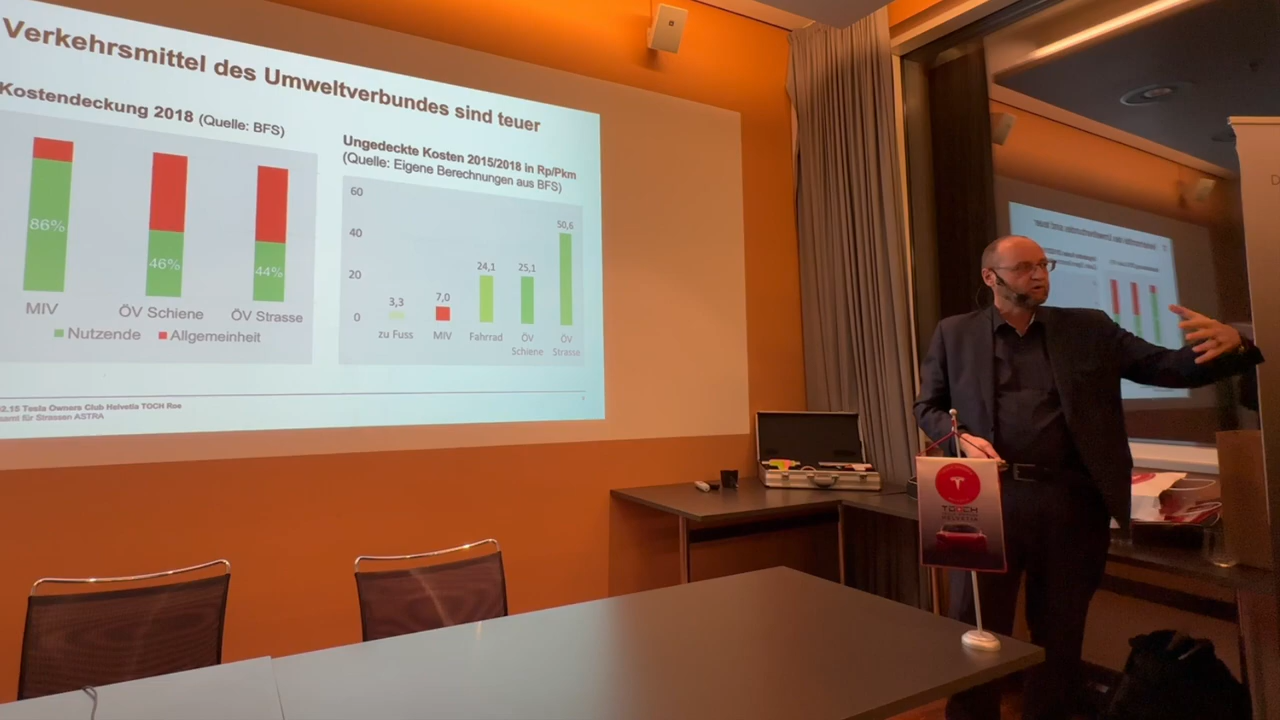 Verkehrsmittel des Umweltverbundes sind teuer
Kostendeckung 2018 (Quelle: BFS)
86%
46%
44%
MIV
ÖV Schiene
ÖV Strasse
Nutzende
Allgemeinheit
Ungedeckte Kosten 2015/2018 in Rp/Pkm
(Quelle: Eigene Berechnungen aus BFS)
60
40
20
0
3,3
7,0
24,1
25,1
50,6
zu Fuss
MIV
Fahrrad
ÖV
Schiene
ÖV
Strasse
Tesla Owners Club Helvetia TOCH Roe
für Strassen ASTRA
HELVETIA